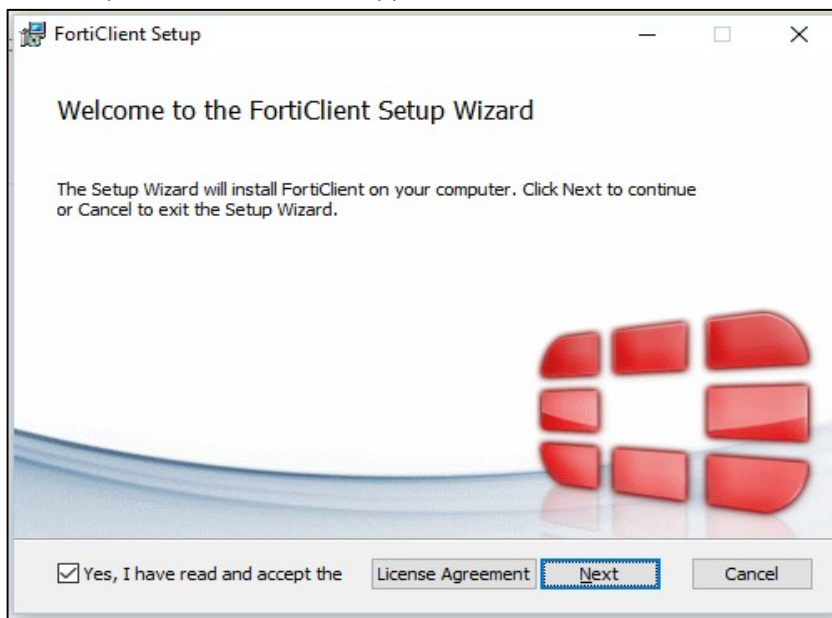 FortiClient Setup
Welcome to the FortiClient Setup Wizard
The Setup Wizard will install FortiClient on your computer. Click Next to continue
or Cancel to exit the Setup Wizard.
Yes, I have read and accept the License Agreement Next Cancel